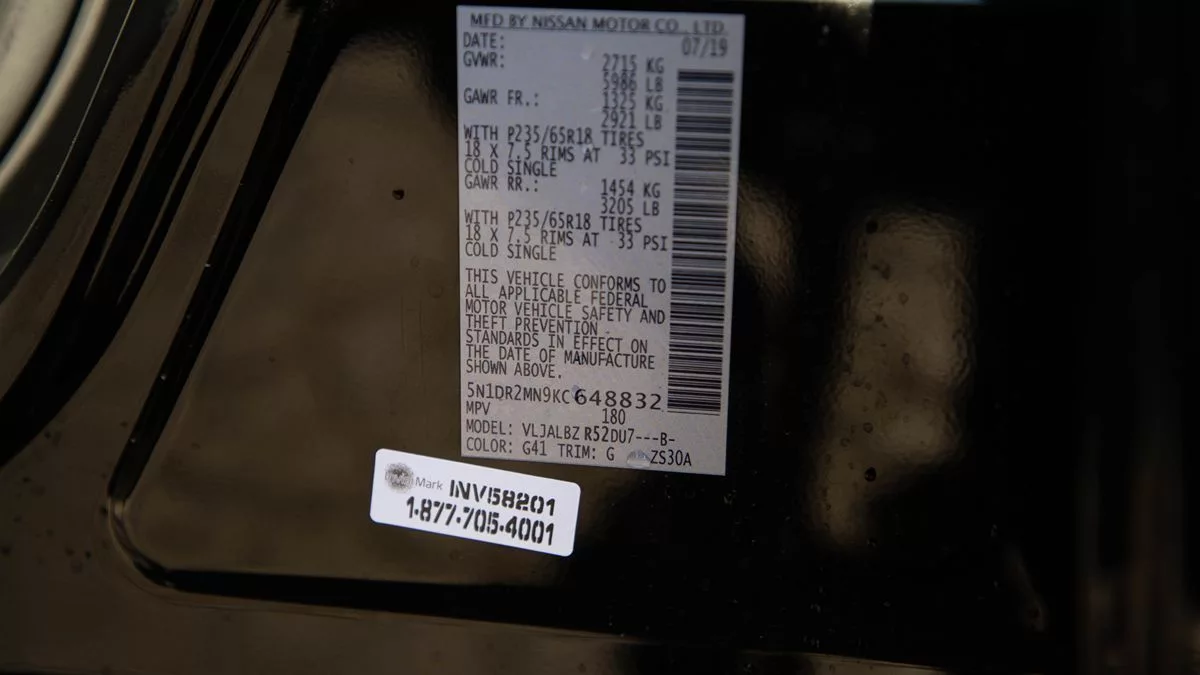 MFD BY NISSAN MOTOR CO., LTD
DATE: 07/19
GVWR: 2715 KG
5986 LB
GAWR FR.: 1325 KG
2921 LB
WITH P235/65R18 TIRES
18 X 7.5 RIMS AT 33 PSI
COLD SINGLE
GAWR RR.: 1454 KG
3205 LB
WITH P235/65R18 TIRES
18 X 7.5 RIMS AT 33 PSI
COLD SINGLE
THIS VEHICLE CONFORMS TO
ALL APPLICABLE FEDERAL
MOTOR VEHICLE SAFETY AND
THEFT PREVENTION
STANDARDS IN EFFECT ON
THE DATE OF MANUFACTURE
SHOWN ABOVE.
5N1DR2MN9KC648832
MPV 180
MODEL: VLJALBZ R52DU7---B-
COLOR: G41 TRIM: G ZS30A
Mark INV58201
1-877-705-4001